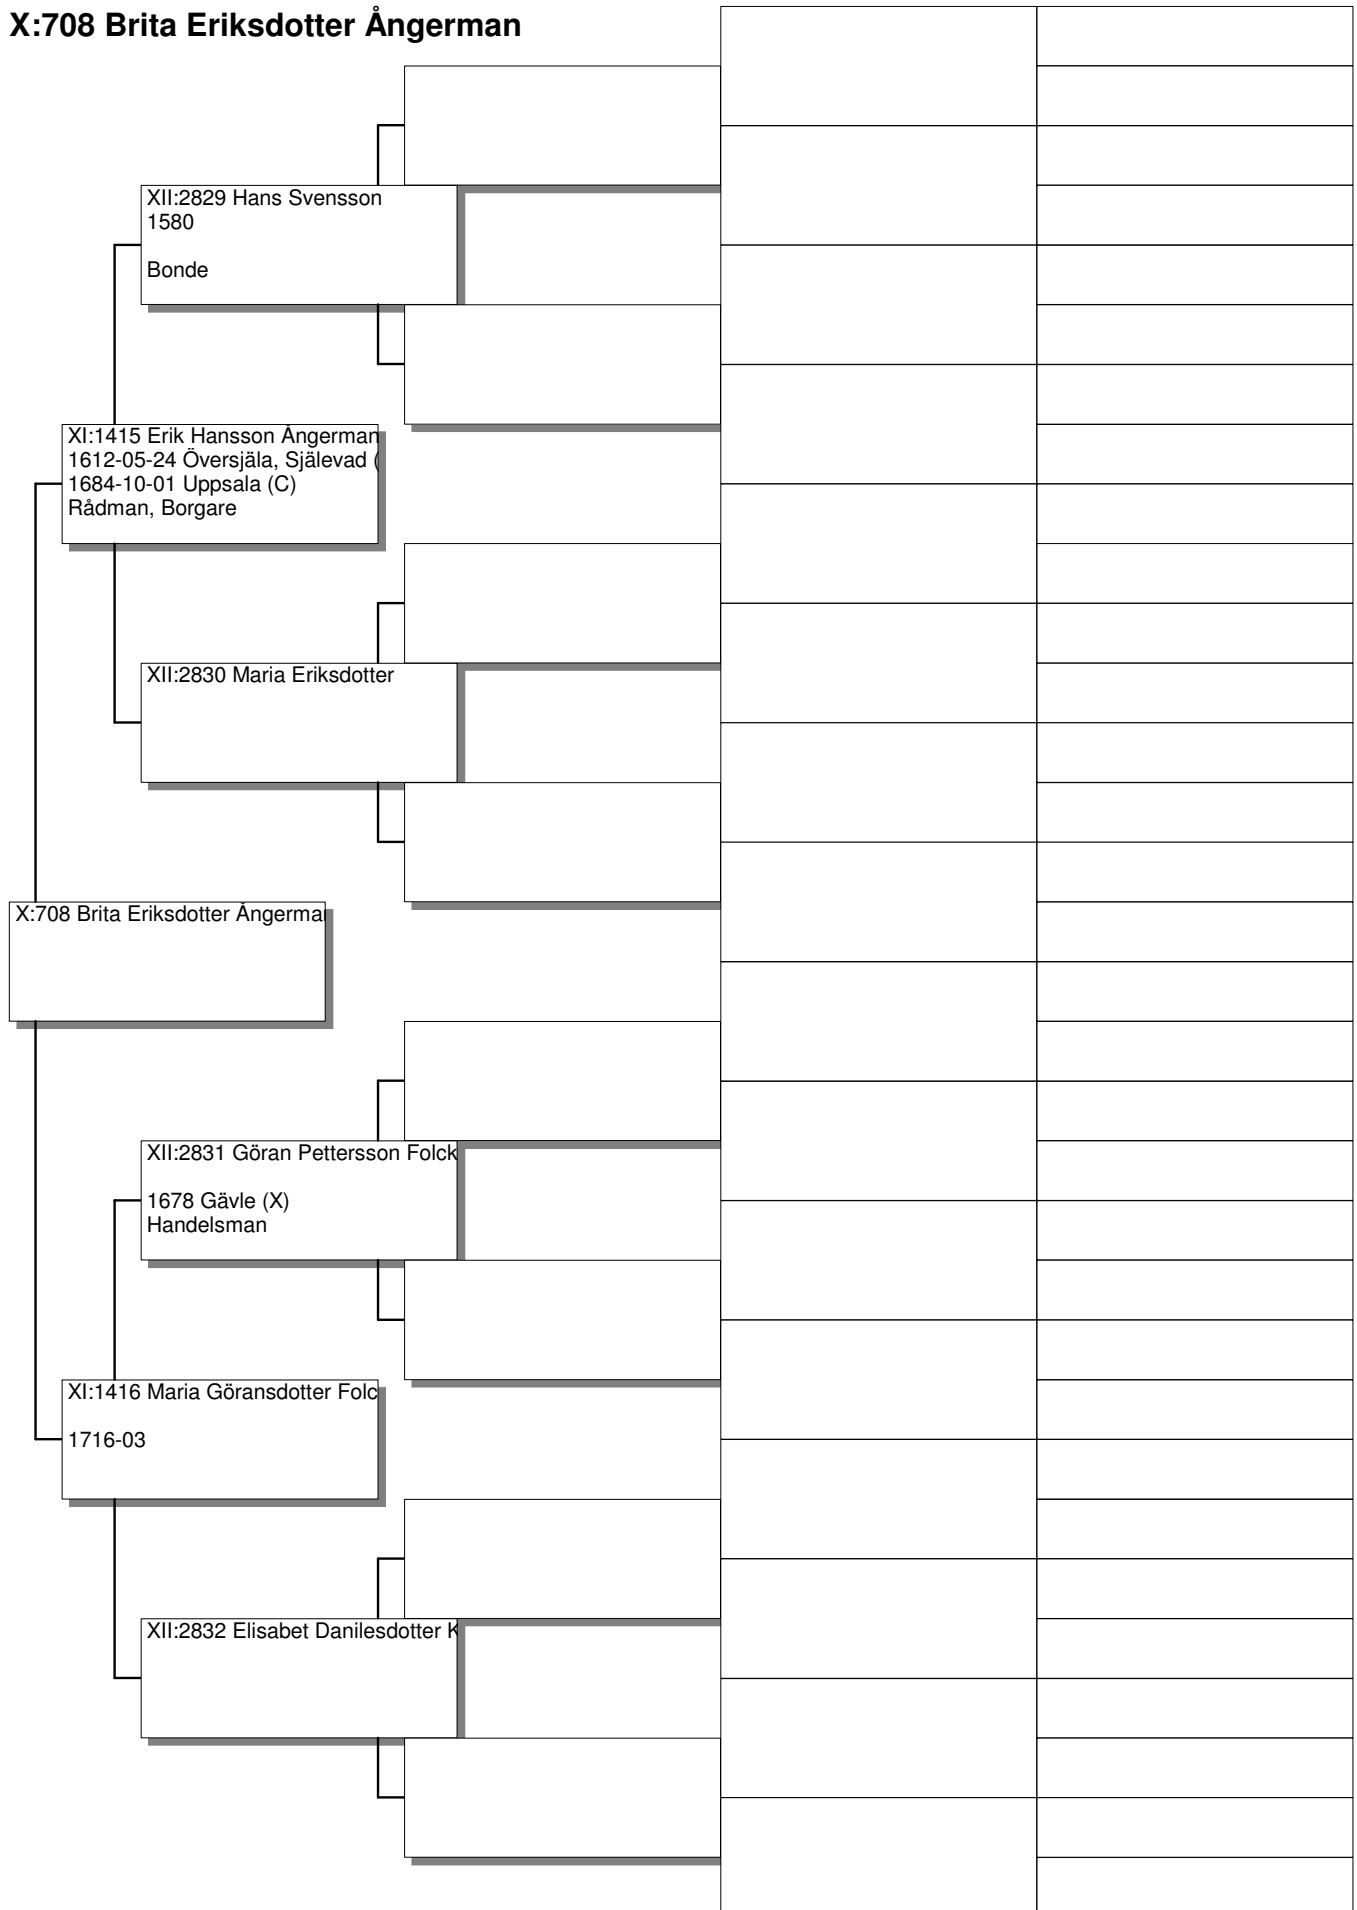 X:708 Brita Eriksdotter Ångerman
XII:2829 Hans Svensson
1580
Bonde
XI:1415 Erik Hansson Ångerman
1612-05-24 Översjäla, Själevad (
1684-10-01 Uppsala (C)
Rådman, Borgare
XII:2830 Maria Eriksdotter
X:708 Brita Eriksdotter Ångerman
XII:2831 Göran Pettersson Folck
1678 Gävle (X)
Handelsman
XI:1416 Maria Göransdotter Folc
1716-03
XII:2832 Elisabet Danilesdotter K